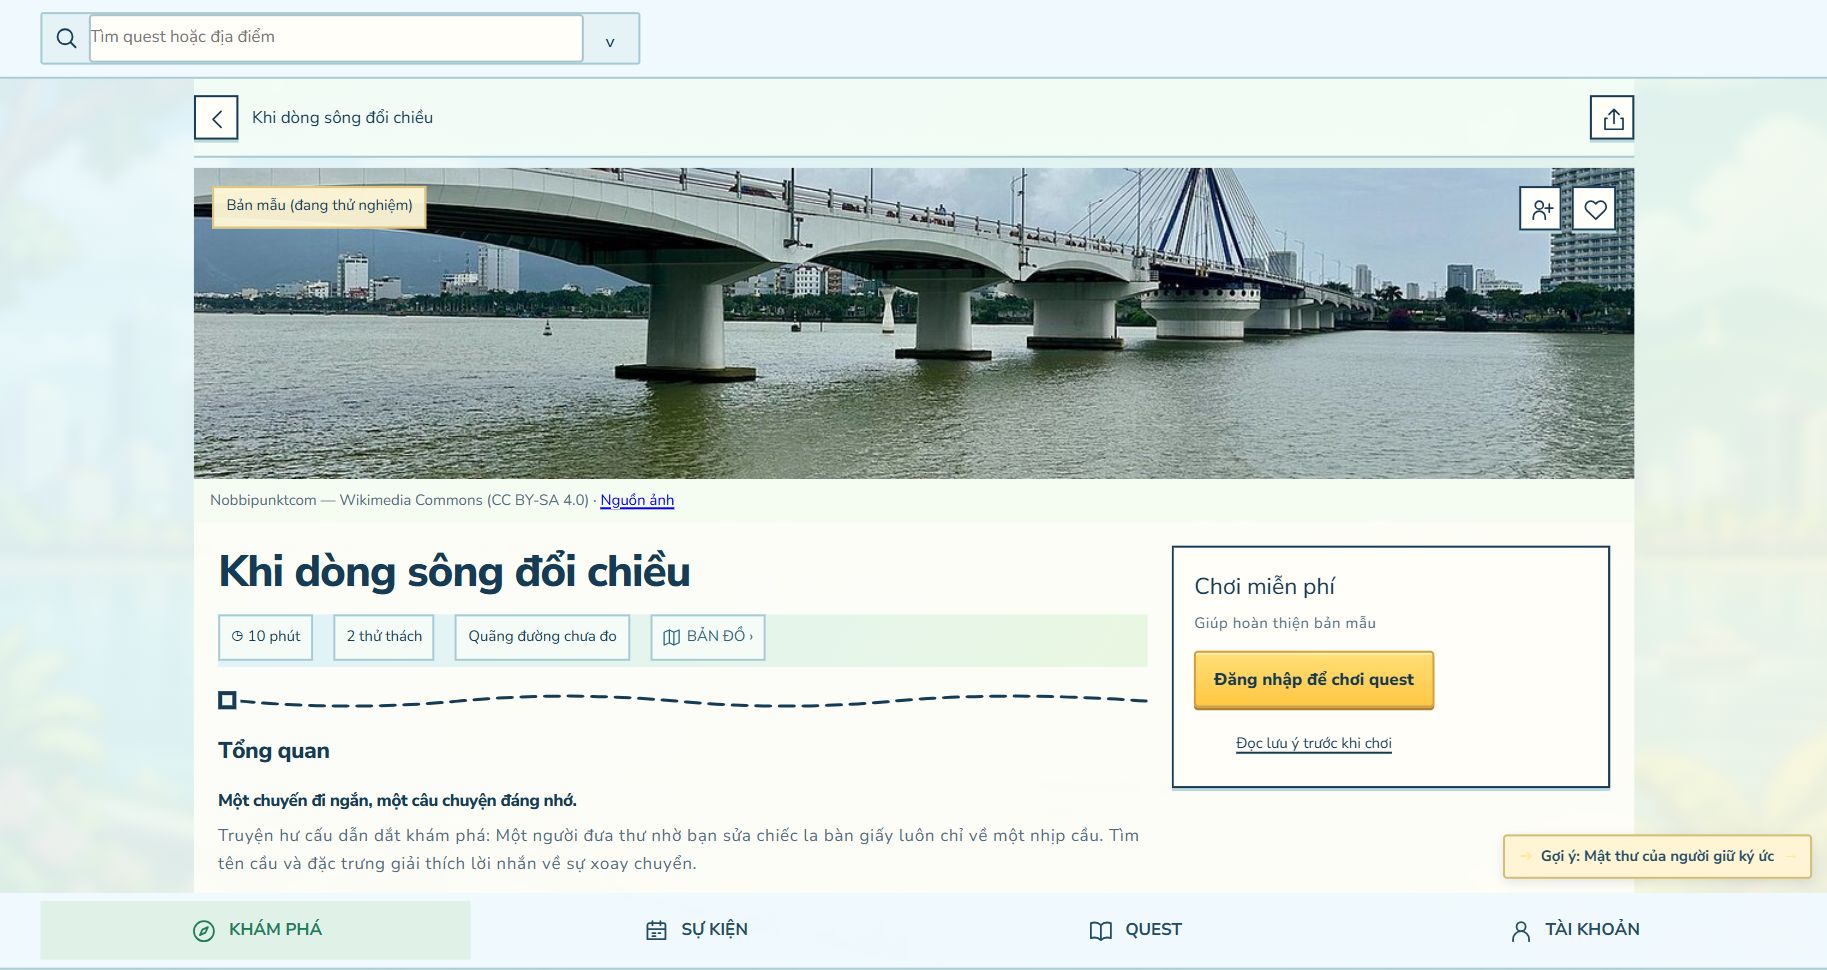 Tìm quest hoặc địa điểm
v
Khi dòng sông đổi chiều
Bản mẫu (đang thử nghiệm)
Nobbipunktcom — Wikimedia Commons (CC BY-SA 4.0) · Nguồn ảnh
Khi dòng sông đổi chiều
10 phút
2 thử thách
Quãng đường chưa đo
BẢN ĐỒ ›
Tổng quan
Một chuyến đi ngắn, một câu chuyện đáng nhớ.
Truyện hư cấu dẫn dắt khám phá: Một người đưa thư nhờ bạn sửa chiếc la bàn giấy luôn chỉ về một nhịp cầu. Tìm
tên cầu và đặc trưng giải thích lời nhắn về sự xoay chuyển.
Chơi miễn phí
Giúp hoàn thiện bản mẫu
Đăng nhập để chơi quest
Đọc lưu ý trước khi chơi
Gợi ý: Mật thư của người giữ ký ức
KHÁM PHÁ
SỰ KIỆN
QUEST
TÀI KHOẢN